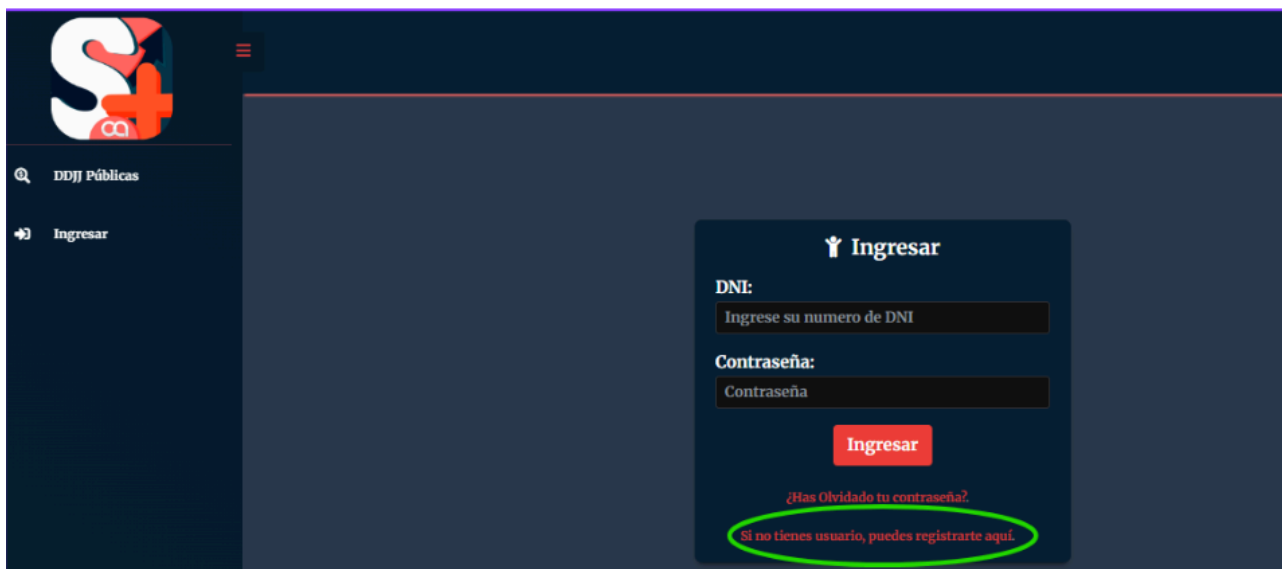 DDJJ Públicas
Ingresar
Ingresar
DNI:
Ingrese su numero de DNI
Contraseña:
Contraseña
Ingresar
¿Has Olvidado tu contraseña?.
Si no tienes usuario, puedes registrarte aquí.